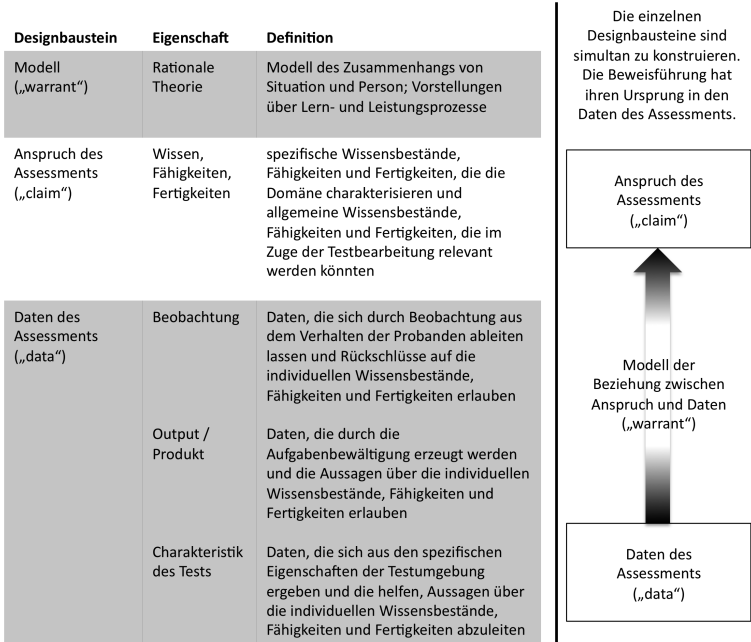 Designbaustein Eigenschaft Definition
Modell
(„warrant“)
Rationale
Theorie
Modell des Zusammenhangs von
Situation und Person; Vorstellungen
über Lern- und Leistungsprozesse
Anspruch des
Assessments
(„claim“)
Wissen,
Fähigkeiten,
Fertigkeiten
spezifische Wissensbestände,
Fähigkeiten und Fertigkeiten, die die
Domäne charakterisieren und
allgemeine Wissensbestände,
Fähigkeiten und Fertigkeiten, die im
Zuge der Testbearbeitung relevant
werden könnten
Daten des
Assessments
(„data“)
Beobachtung
Daten, die sich durch Beobachtung aus
dem Verhalten der Probanden ableiten
lassen und Rückschlüsse auf die
individuellen Wissensbestände,
Fähigkeiten und Fertigkeiten erlauben
Output /
Produkt
Daten, die durch die
Aufgabenbewältigung erzeugt werden
und die Aussagen über die individuellen
Wissensbestände, Fähigkeiten und
Fertigkeiten erlauben
Charakteristik
des Tests
Daten, die sich aus den spezifischen
Eigenschaften der Testumgebung
ergeben und die helfen, Aussagen über
die individuellen Wissensbestände,
Fähigkeiten und Fertigkeiten abzuleiten
Die einzelnen
Designbausteine sind
simultan zu konstruieren.
Die Beweisführung hat
ihren Ursprung in den
Daten des Assessments.
Anspruch des
Assessments
(„claim“)
Modell der
Beziehung zwischen
Anspruch und Daten
(„warrant“)
Daten des
Assessments
(„data“)